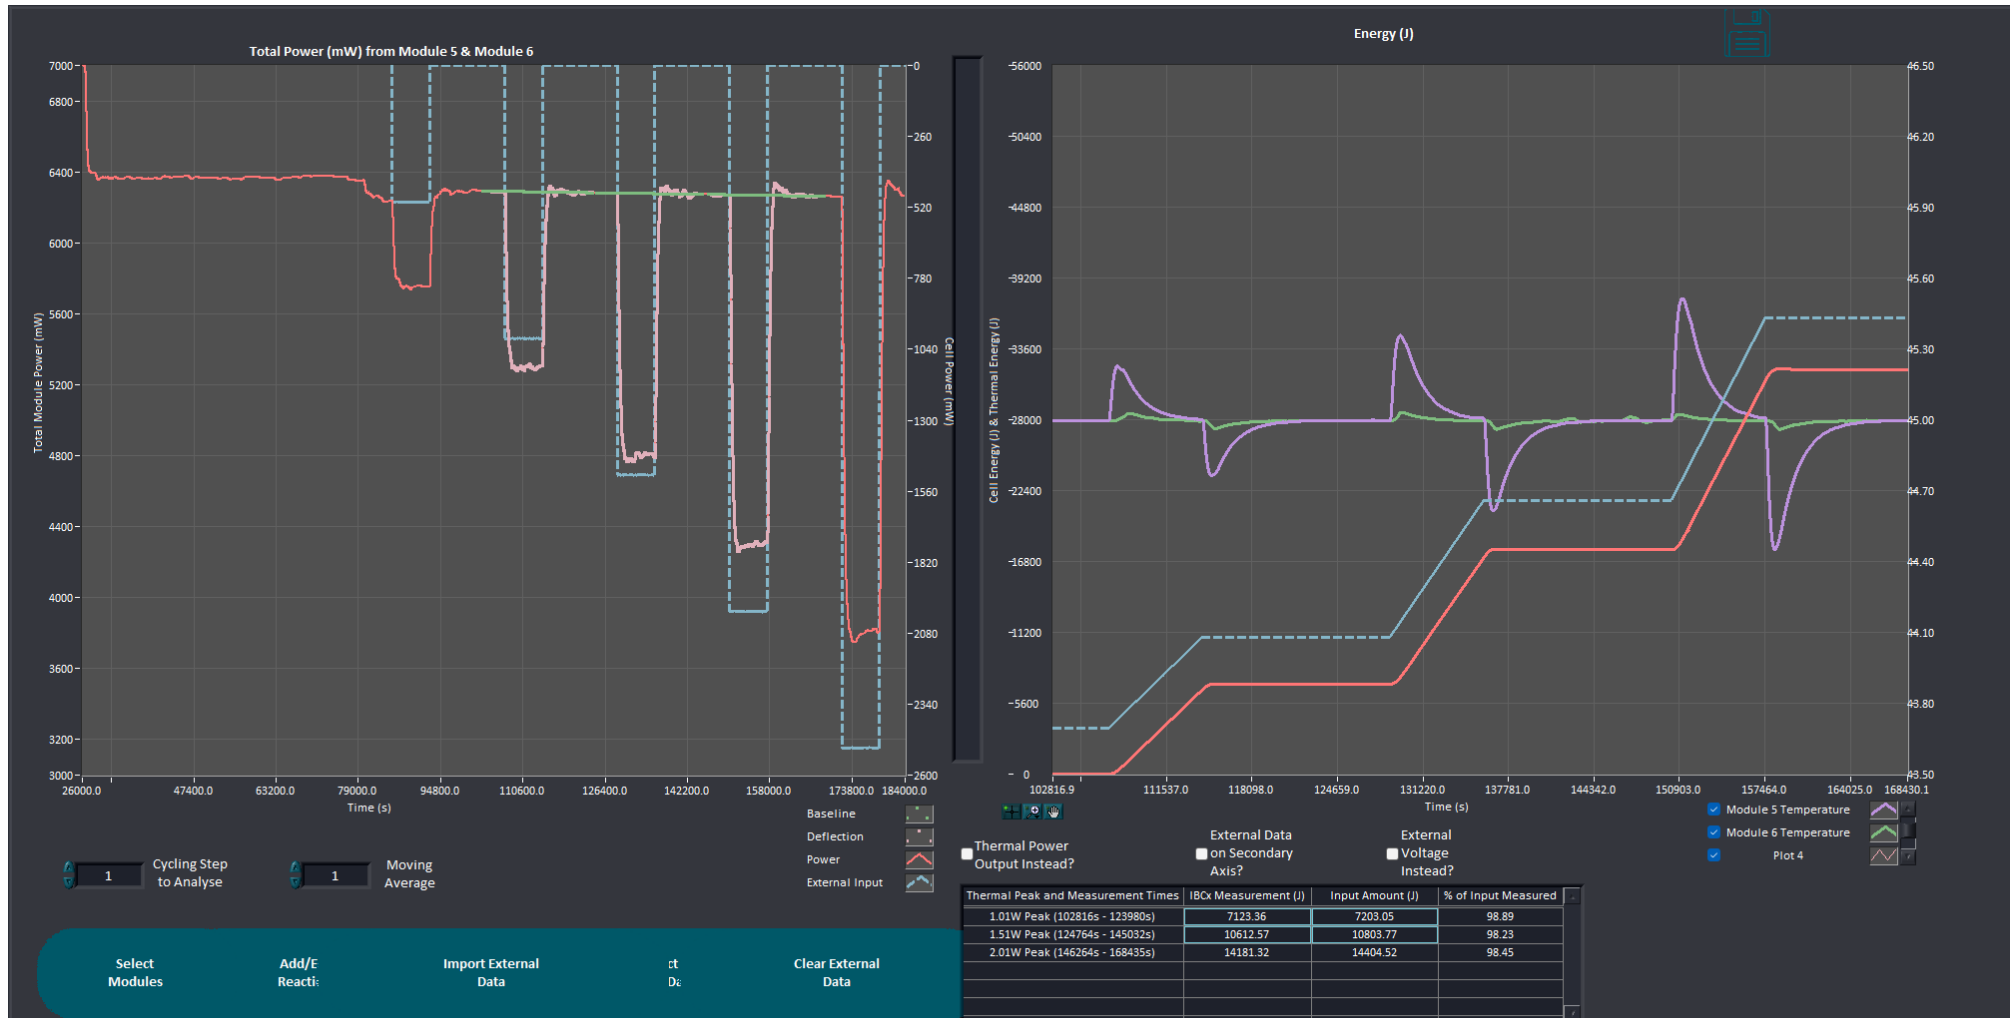 Total Power (mW) from Module 5 & Module 6
7000
6800
6400
6000
5600
5200
4800
4400
4000
3600
3200
3000
Total Module Power (mW)
0
260
520
780
1040
1300
1560
1820
2080
2340
2600
Cell Power (mW)
26000.0 47400.0 63200.0 79000.0 94800.0 110600.0 126400.0 142200.0 158000.0 173800.0 184000.0
Time (s)
Baseline
Deflection
Power
External Input
1
Cycling Step
to Analyse
1
Moving
Average
Energy (J)
56000
50400
44800
39200
33600
28000
22400
16800
11200
5600
0
Cell Energy (J) & Thermal Energy (J)
46.50
46.20
45.90
45.60
45.30
45.00
44.70
44.40
44.10
43.80
43.50
102816.9 111537.0 118098.0 124659.0 131220.0 137781.0 144342.0 150903.0 157464.0 164025.0 168430.1
Time (s)
Module 5 Temperature
Module 6 Temperature
Plot 4
Thermal Power
Output Instead?
External Data
on Secondary
Axis?
External
Voltage
Instead?
Thermal Peak and Measurement Times IBCx Measurement (J) Input Amount (J) % of Input Measured
1.01W Peak (102816s - 123980s) 7123.36 7203.05 98.89
1.51W Peak (124764s - 145032s) 10612.57 10803.77 98.23
2.01W Peak (146264s - 168435s) 14181.32 14404.52 98.45
Select
Modules
Add/E
Reacti
Import External
Data
ct
Da
Clear External
Data